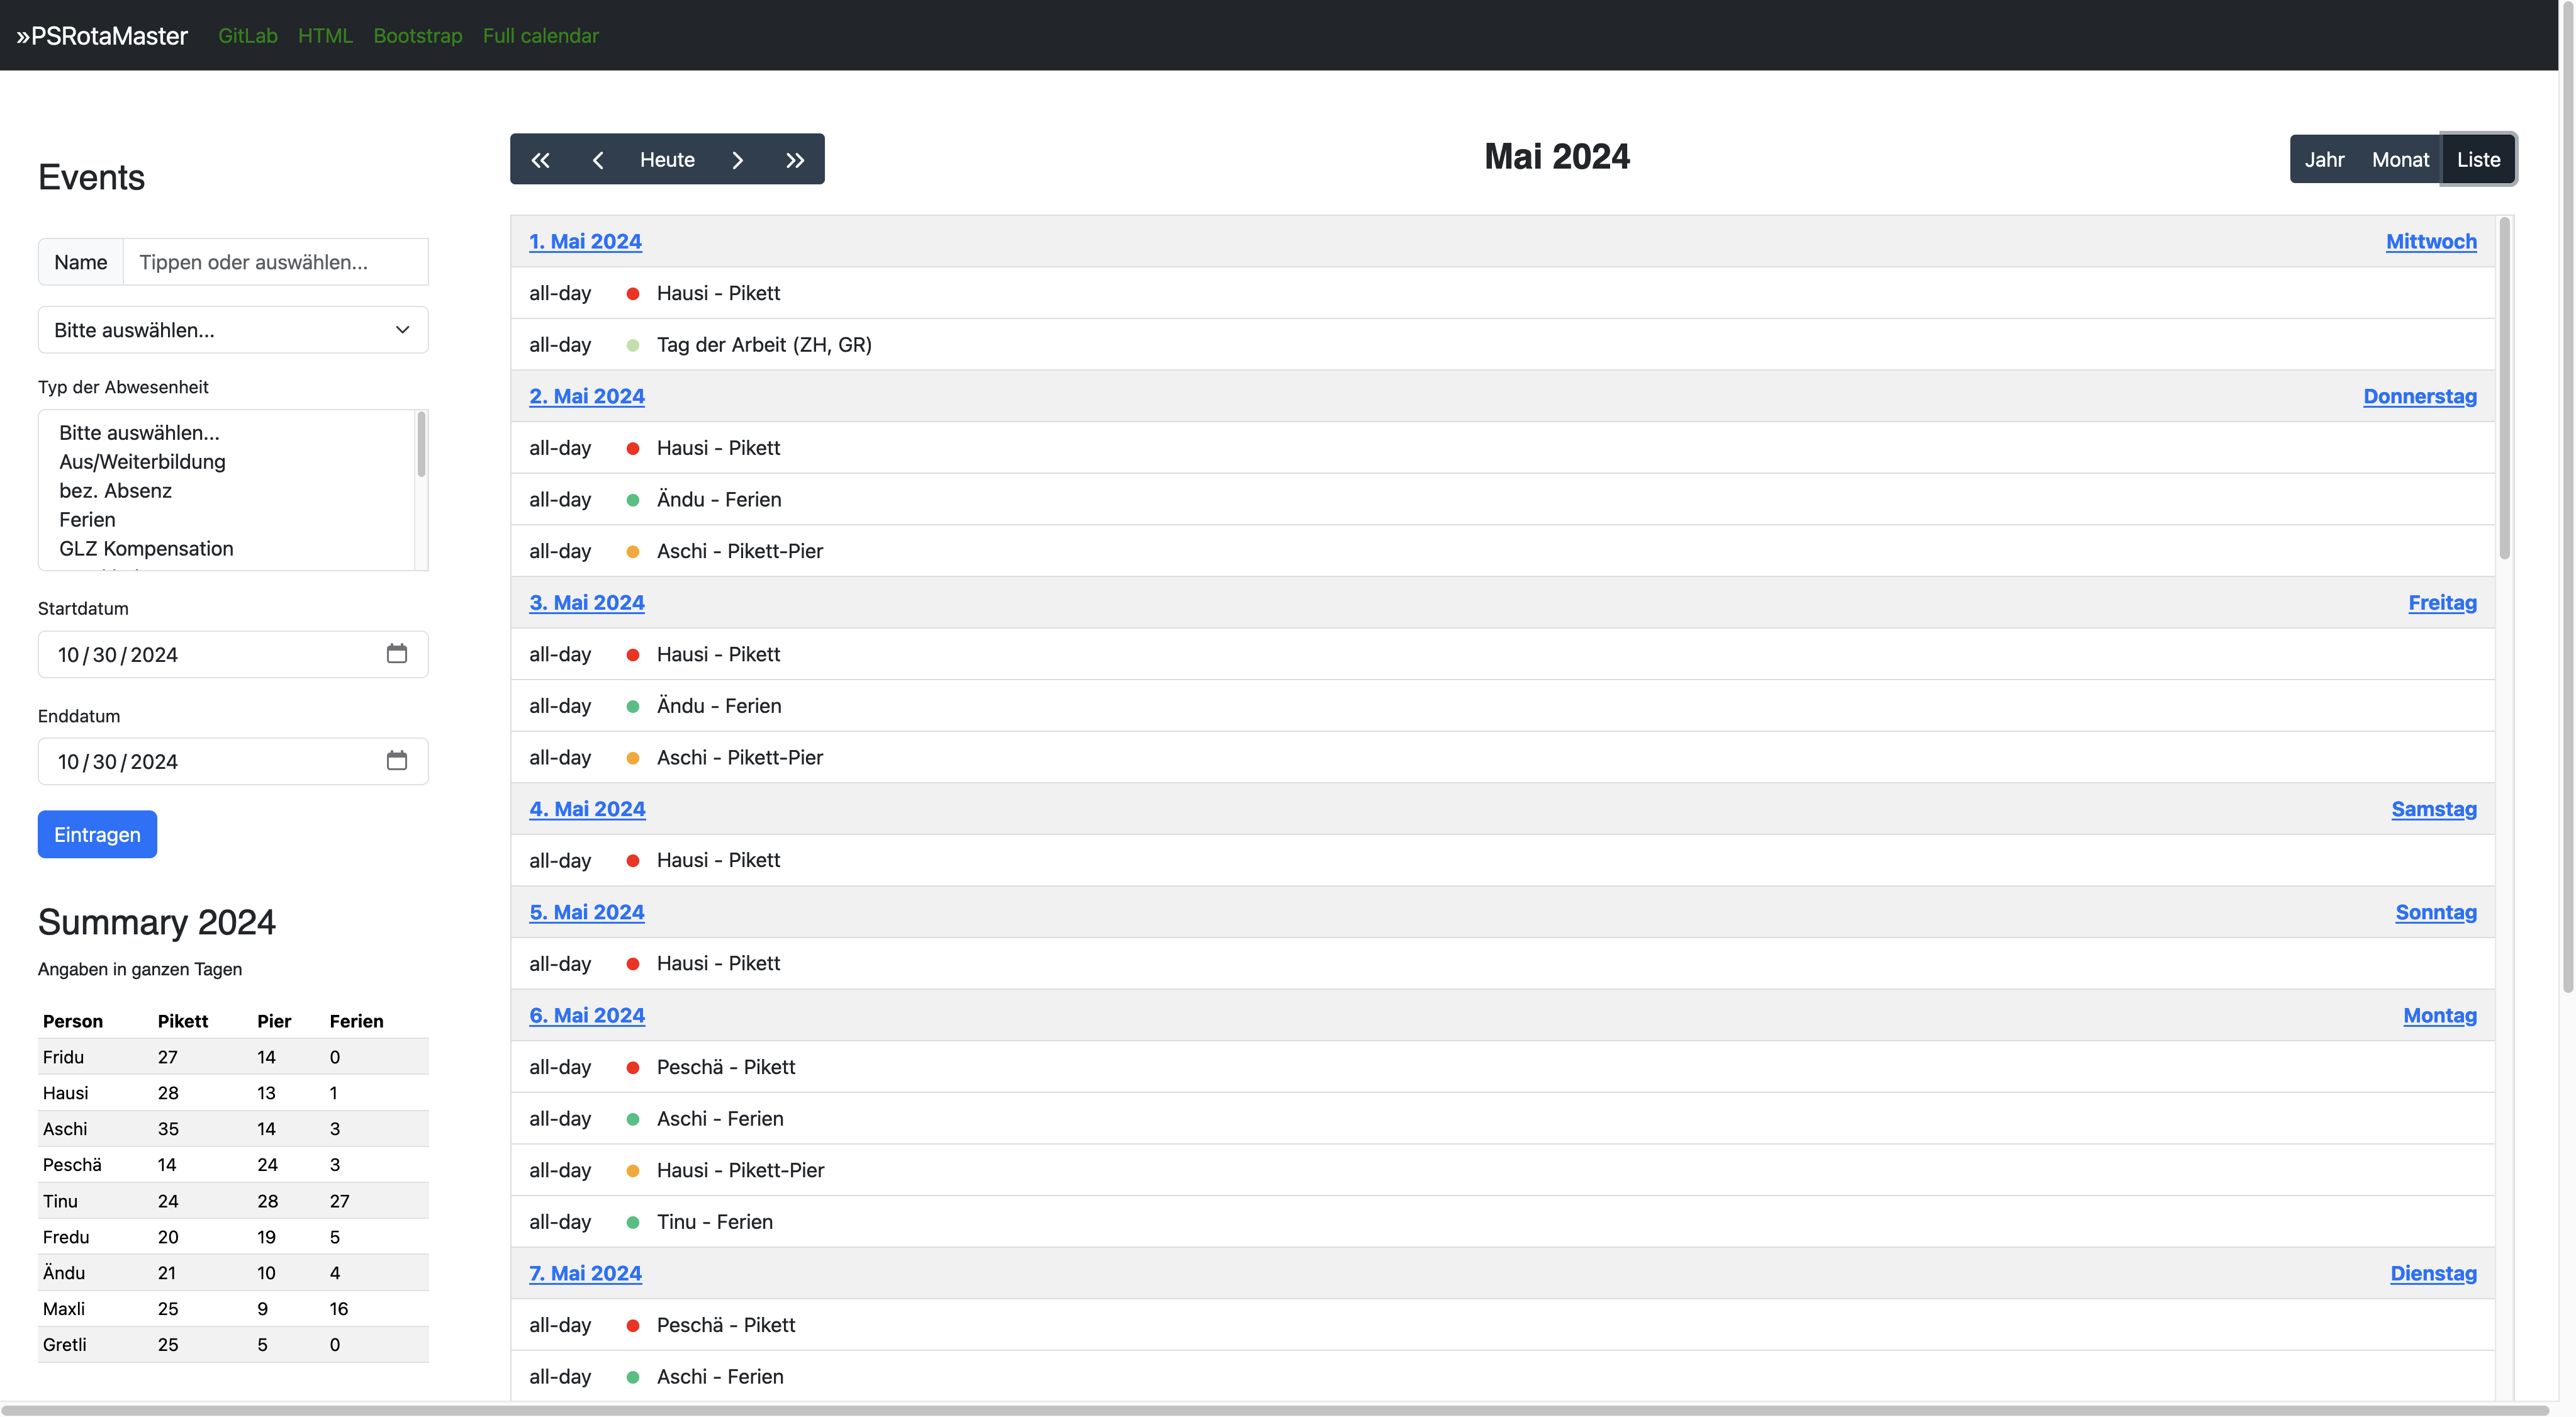 »PSRotaMaster GitLab HTML Bootstrap Full calendar
Events
Name Tippen oder auswählen...
Bitte auswählen...
Typ der Abwesenheit
Bitte auswählen...
Aus/Weiterbildung
bez. Absenz
Ferien
GLZ Kompensation
Startdatum
10/30/2024
Enddatum
10/30/2024
Eintragen
Summary 2024
Angaben in ganzen Tagen
Person Pikett Pier Ferien
Fridu 27 14 0
Hausi 28 13 1
Aschi 35 14 3
Peschä 14 24 3
Tinu 24 28 27
Fredu 20 19 5
Ändu 21 10 4
Maxli 25 9 16
Gretli 25 5 0
Heute
Mai 2024
Jahr Monat Liste
1. Mai 2024 Mittwoch
all-day Hausi - Pikett
all-day Tag der Arbeit (ZH, GR)
2. Mai 2024 Donnerstag
all-day Hausi - Pikett
all-day Ändu - Ferien
all-day Aschi - Pikett-Pier
3. Mai 2024 Freitag
all-day Hausi - Pikett
all-day Ändu - Ferien
all-day Aschi - Pikett-Pier
4. Mai 2024 Samstag
all-day Hausi - Pikett
5. Mai 2024 Sonntag
all-day Hausi - Pikett
6. Mai 2024 Montag
all-day Peschä - Pikett
all-day Aschi - Ferien
all-day Hausi - Pikett-Pier
all-day Tinu - Ferien
7. Mai 2024 Dienstag
all-day Peschä - Pikett
all-day Aschi - Ferien